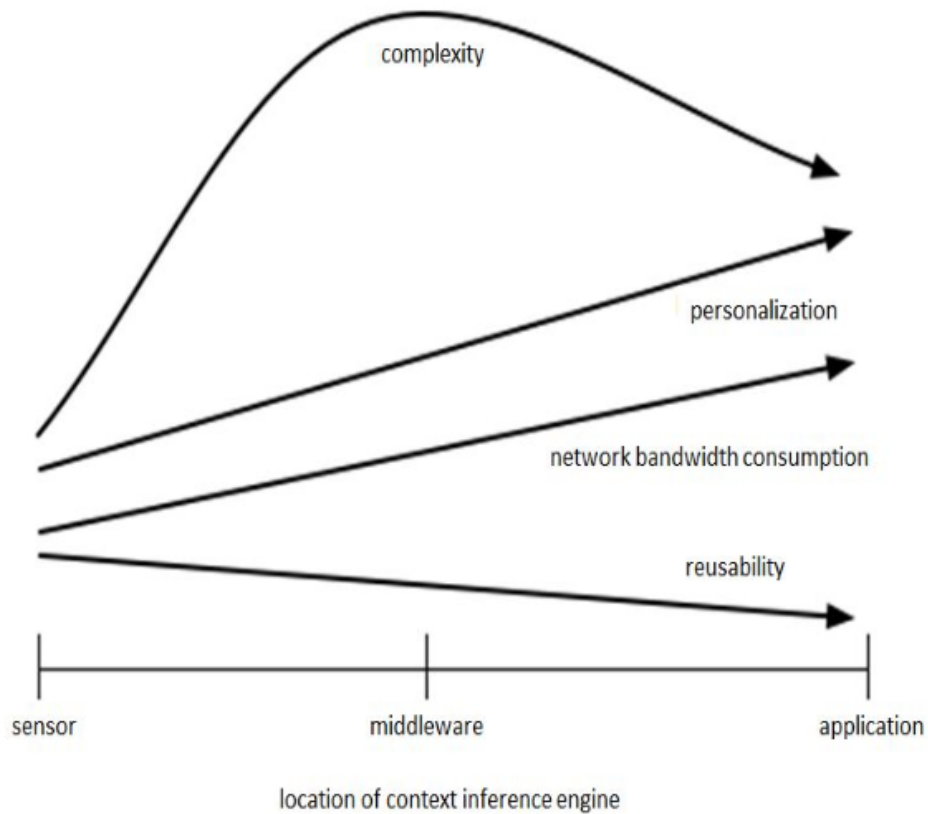 complexity
personalization
network bandwidth consumption
reusability
sensor middleware application
location of context inference engine